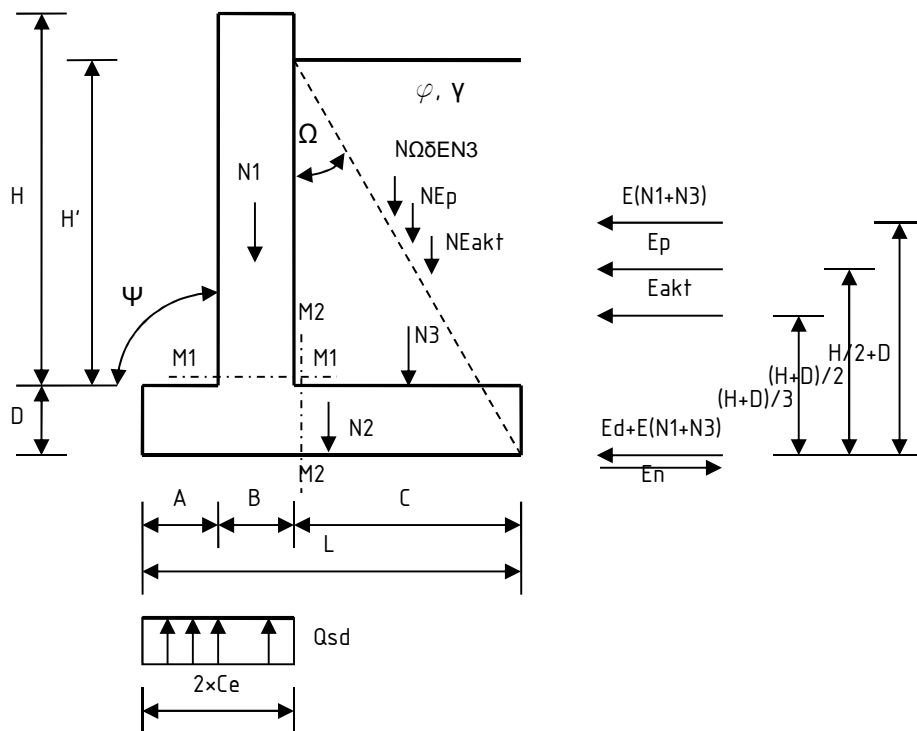 φ, γ
Ω
NΩδEN3
N1
NEp
E(N1+N3)
H
H'
NEakt
Ep
Eakt
Ψ
M2
N3
M1
M1
H/2+D
(H+D)/2
(H+D)/3
D
N2
Ed+E(N1+N3)
M2
En
A
B
C
L
Qsd
2×Ce